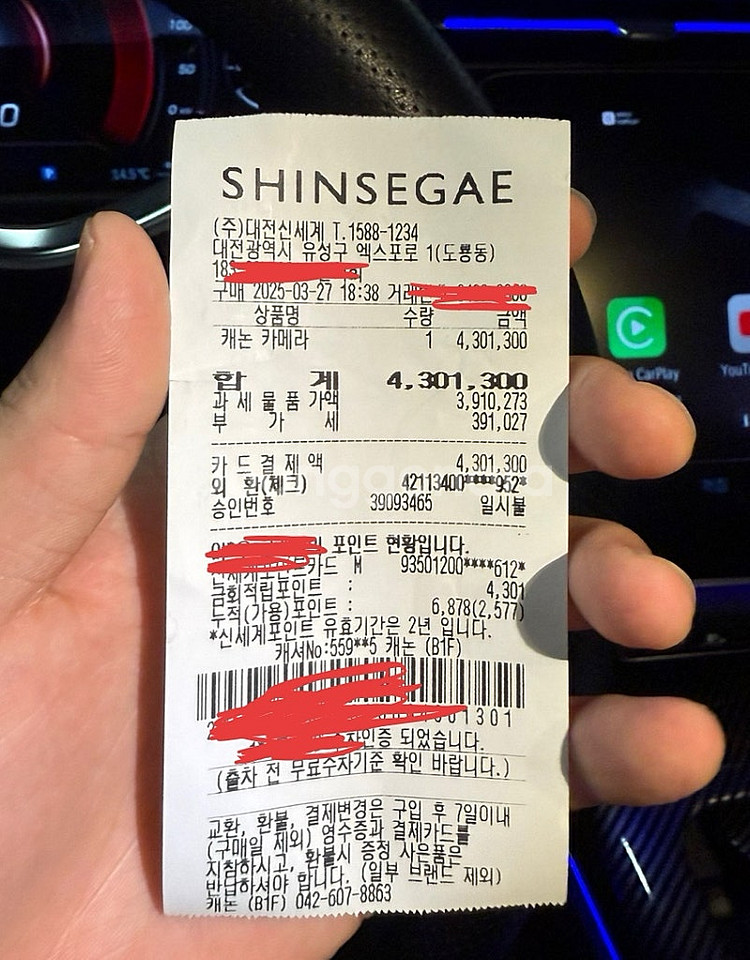 SHINSEGAE
(주)대전신세계 T.1588-1234
대전광역시 유성구 엑스포로 1(도룡동)
구매 2025-03-27 18:38
상품명 수량 금액
캐논 카메라 1 4,301,300
합 계 4,301,300
과 세 물 품 가액 3,910,273
부 가 세 391,027
카 드 결 제 액 4,301,300
외 환(체크) 42113400****952*
승인번호 39093465 일시불
포인트 현황입니다.
카드 M 93501200****612*
금회적립포인트 : 4,301
누적(가용)포인트 : 6,878(2,577)
*신세계포인트 유효기간은 2년 입니다.
캐셔No:559**5 캐논 (B1F)
1301
되었습니다.
(출차 전 무료주차기준 확인 바랍니다.)
교환, 환불, 결제변경은 구입 후 7일이내
(구매일 제외) 영수증과 결제카드를
지참하시고, 환불시 증정 사은품은
반납하셔야 합니다. (일부 브랜드 제외)
캐논 (B1F) 042-607-8863
100
50
0
0
P
14.5℃
CarPlay